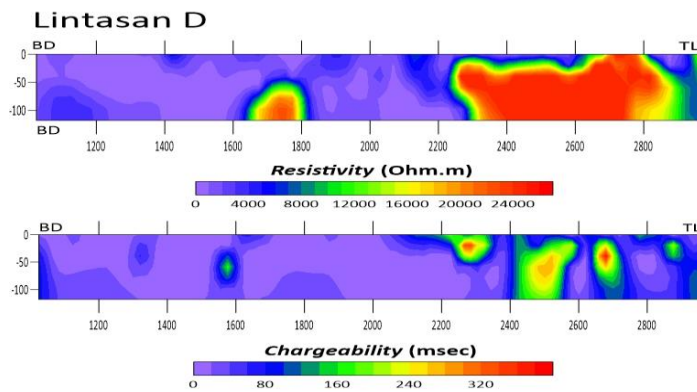 Lintasan D
BD TL
0
-50
-100
BD
1200 1400 1600 1800 2000 2200 2400 2600 2800
Resistivity (Ohm.m)
0 4000 8000 12000 16000 20000 24000
BD TL
0
-50
-100
1200 1400 1600 1800 2000 2200 2400 2600 2800
Chargeability (msec)
0 80 160 240 320